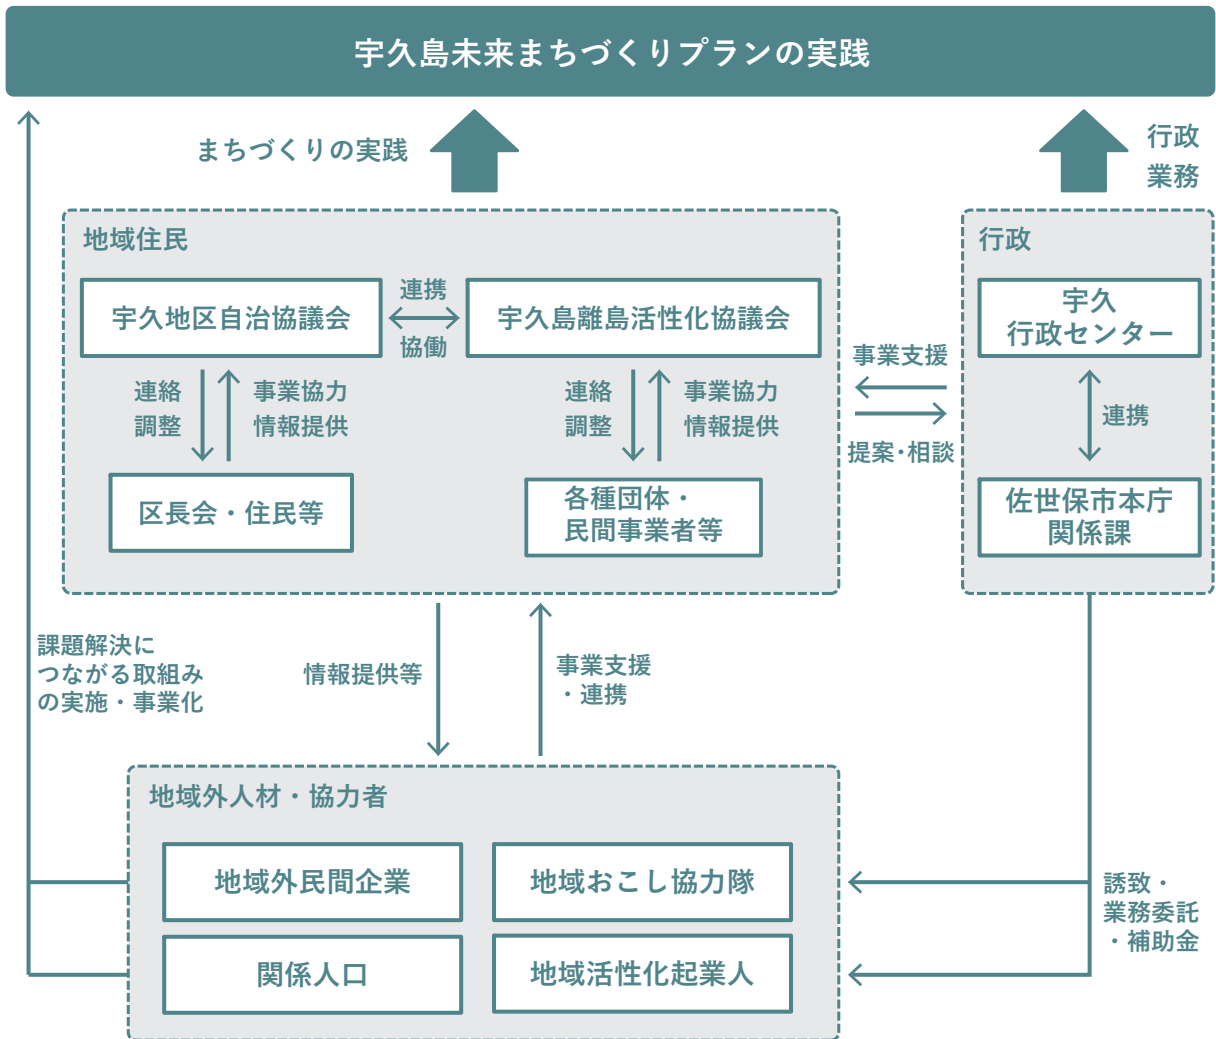 宇久島未来まちづくりプランの実践
まちづくりの実践
行政
業務
地域住民
宇久地区自治協議会
連携
協働
宇久島離島活性化協議会
連絡
調整
事業協力
情報提供
連絡
調整
事業協力
情報提供
区長会・住民等
各種団体・
民間事業者等
事業支援
提案・相談
行政
宇久
行政センター
連携
佐世保市本庁
関係課
課題解決に
つながる取組み
の実施・事業化
情報提供等
事業支援
・連携
地域外人材・協力者
地域外民間企業
地域おこし協力隊
関係人口
地域活性化起業人
誘致・
業務委託
・補助金